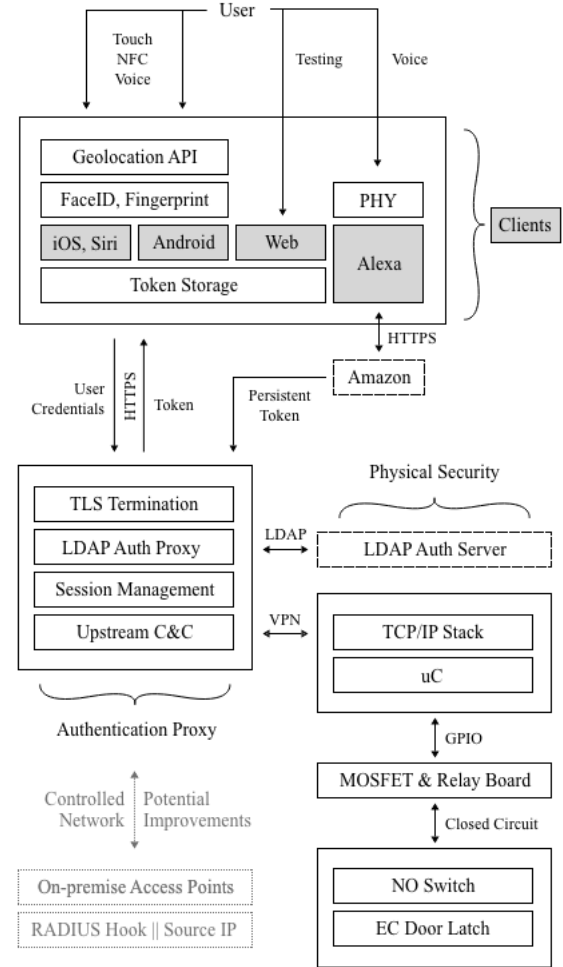 User
Touch
NFC
Voice
Testing
Voice
Geolocation API
FaceID, Fingerprint
PHY
iOS, Siri
Android
Web
Alexa
Token Storage
Clients
HTTPS
Amazon
User
Credentials
HTTPS
Token
Persistent
Token
Physical Security
TLS Termination
LDAP Auth Proxy
LDAP
LDAP Auth Server
Session Management
Upstream C&C
VPN
TCP/IP Stack
uC
Authentication Proxy
GPIO
MOSFET & Relay Board
Controlled
Network
Potential
Improvements
Closed Circuit
On-premise Access Points
RADIUS Hook || Source IP
NO Switch
EC Door Latch